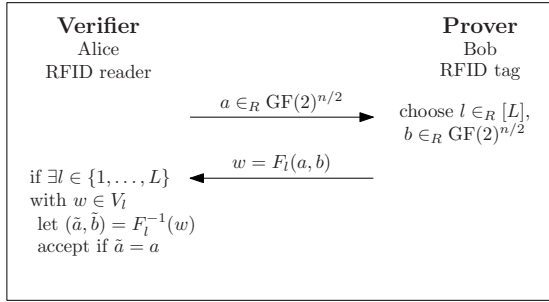 Verifier
Alice
RFID reader
Prover
Bob
RFID tag
a ∈_R GF(2)^{n/2}
choose l ∈_R [L],
b ∈_R GF(2)^{n/2}
w = F_l(a, b)
if ∃l ∈ {1, . . . , L}
with w ∈ V_l
let (ã, b̃) = F_l^{-1}(w)
accept if ã = a